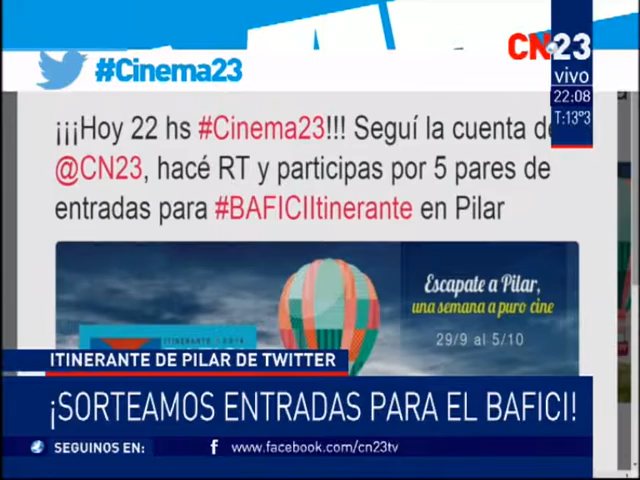 #Cinema23
CN23
vivo
22:08
T:13°3
¡¡¡Hoy 22 hs #Cinema23!!! Seguí la cuenta de
@CN23, hacé RT y participas por 5 pares de
entradas para #BAFICIItinerante en Pilar
Escapate a Pilar,
una semana a puro cine
29/9 al 5/10
ITINERANTE
ITINERANTE DE PILAR DE TWITTER
¡SORTEAMOS ENTRADAS PARA EL BAFICI!
SEGUINOS EN:
f www.facebook.com/cn23tv